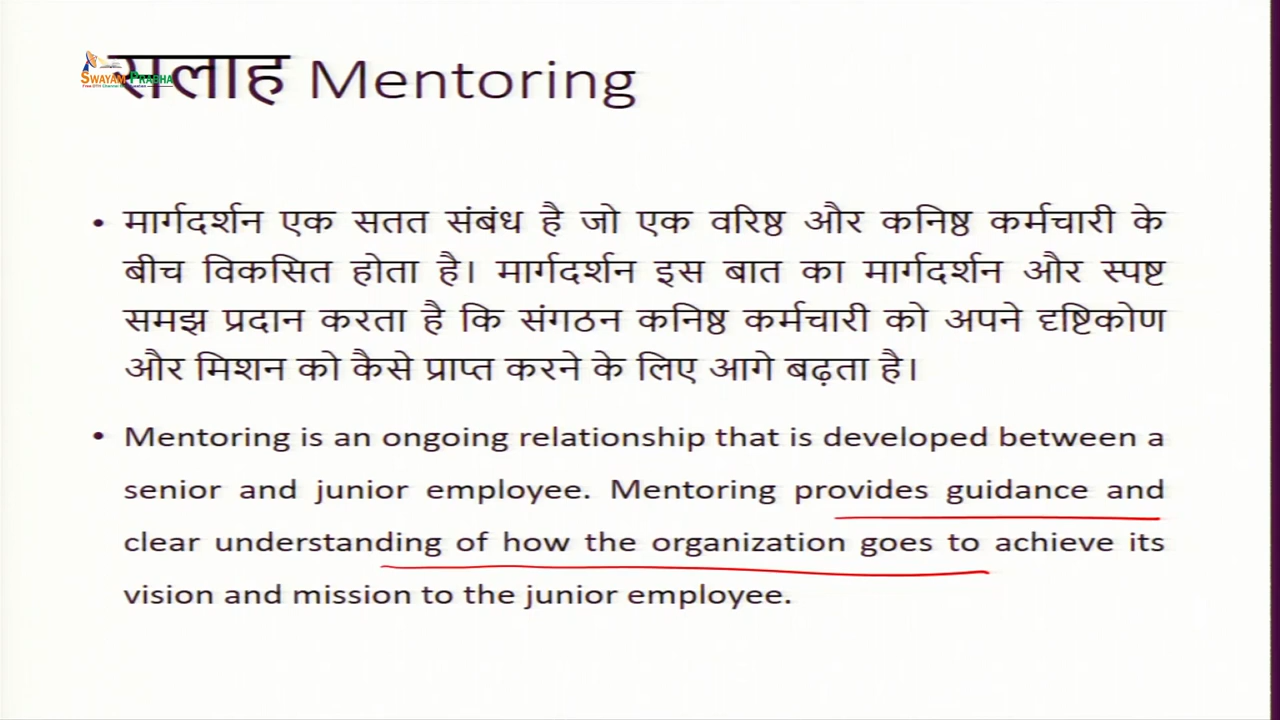 सलाह Mentoring
SWAYAM PRABHA
• मार्गदर्शन एक सतत संबंध है जो एक वरिष्ठ और कनिष्ठ कर्मचारी के
बीच विकसित होता है। मार्गदर्शन इस बात का मार्गदर्शन और स्पष्ट
समझ प्रदान करता है कि संगठन कनिष्ठ कर्मचारी को अपने दृष्टिकोण
और मिशन को कैसे प्राप्त करने के लिए आगे बढ़ता है।
• Mentoring is an ongoing relationship that is developed between a
senior and junior employee. Mentoring provides guidance and
clear understanding of how the organization goes to achieve its
vision and mission to the junior employee.